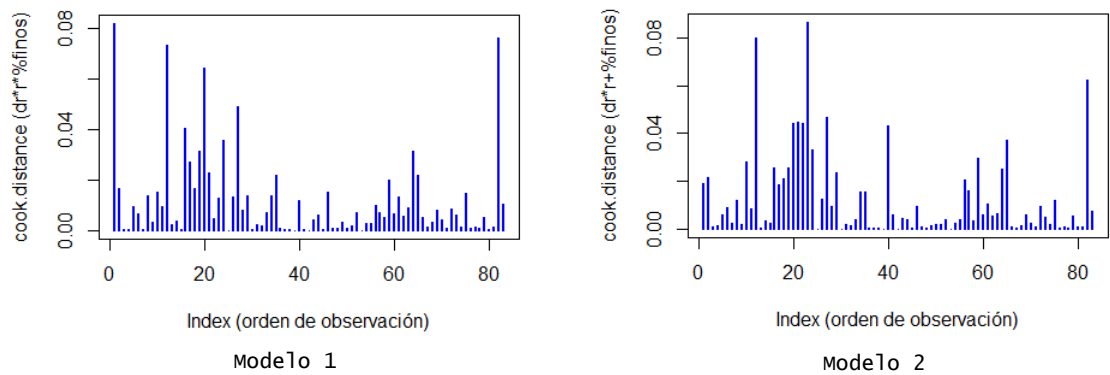 cook.distance (dr*r*%finos)
0.08
0.04
0.00
0 20 40 60 80
Index (orden de observación)
Modelo 1
cook.distance (dr*r+%finos)
0.08
0.04
0.00
0 20 40 60 80
Index (orden de observación)
Modelo 2